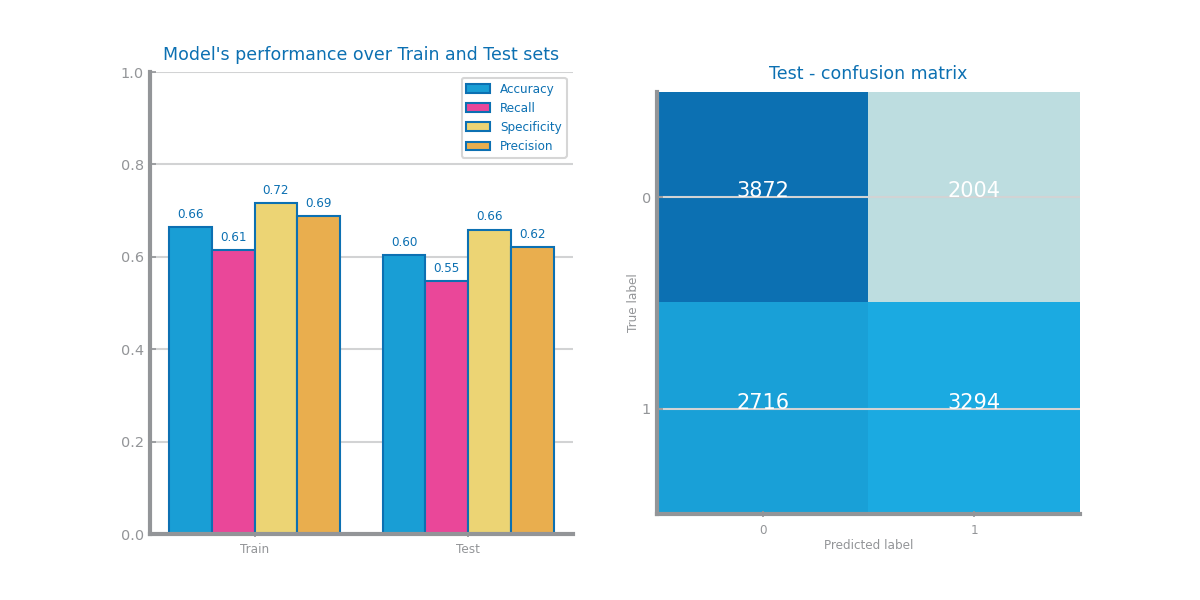 Model's performance over Train and Test sets
1.0
0.8
0.6
0.4
0.2
0.0
Accuracy
Recall
Specificity
Precision
0.66
0.61
0.72
0.69
0.60
0.55
0.66
0.62
Train
Test
Test - confusion matrix
True label
0
1
3872
2004
2716
3294
0
1
Predicted label